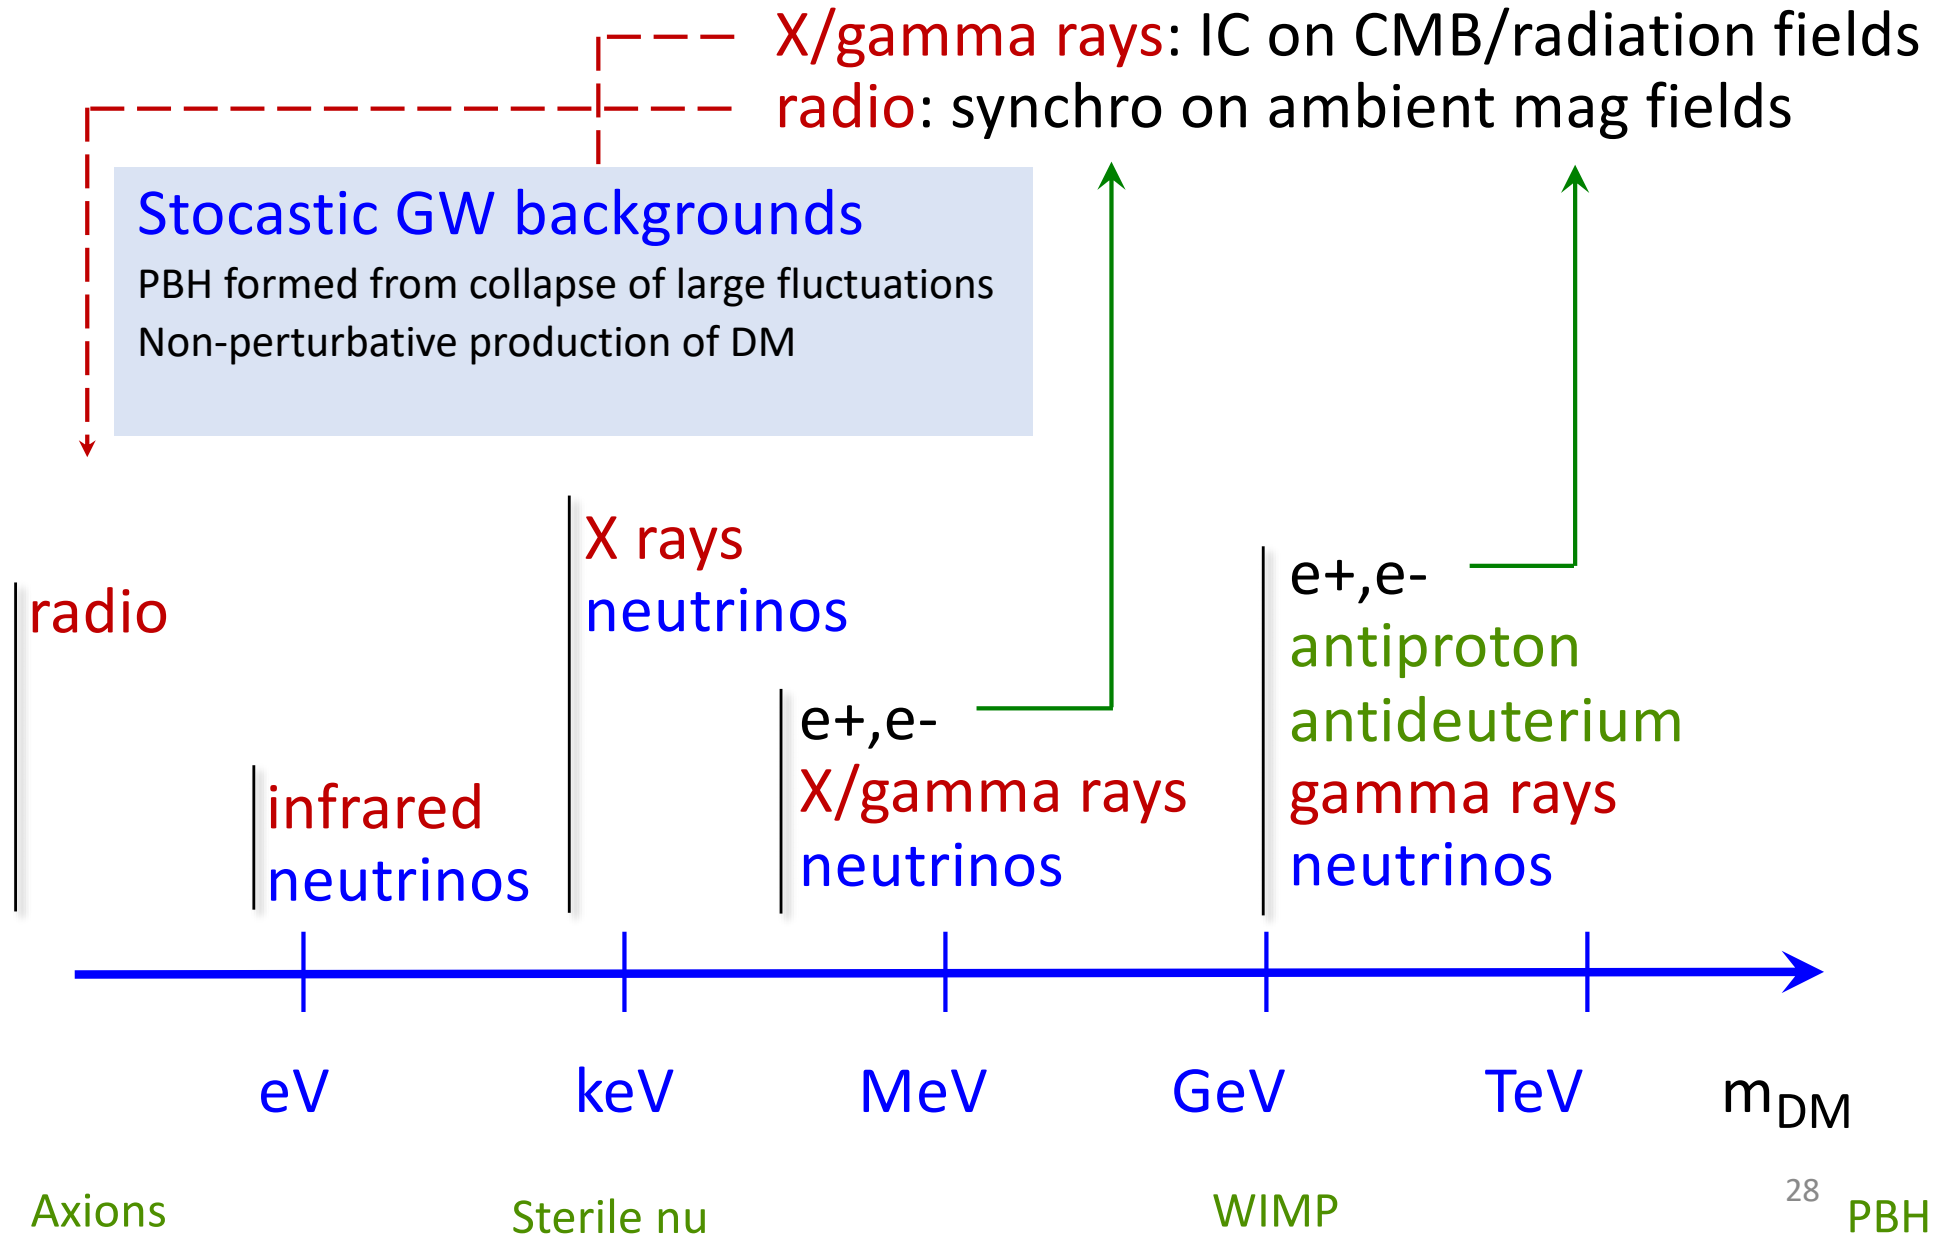 X/gamma rays: IC on CMB/radiation fields
radio: synchro on ambient mag fields
Stocastic GW backgrounds
PBH formed from collapse of large fluctuations
Non-perturbative production of DM
radio
infrared
neutrinos
X rays
neutrinos
e+,e-
X/gamma rays
neutrinos
e+,e-
antiproton
antideuterium
gamma rays
neutrinos
eV keV MeV GeV TeV mDM
Axions Sterile nu WIMP 28 PBH